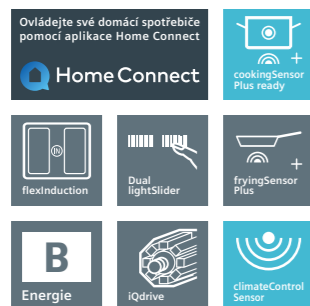 Ovládejte své domácí spotřebiče
pomocí aplikace Home Connect
Home Connect
cookingSensor
Plus ready
IN
flexInduction
Dual
lightSlider
fryingSensor
Plus
B
Energie
iQdrive
climateControl
Sensor